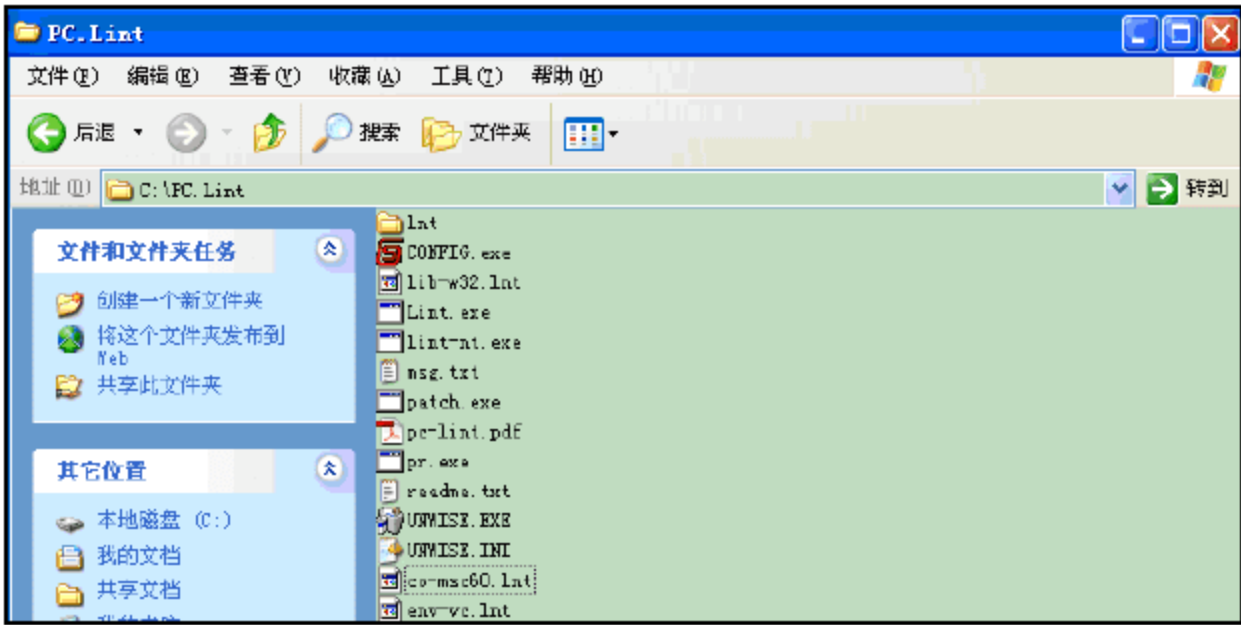 PC.Lint
文件(F) 编辑(E) 查看(V) 收藏(A) 工具(T) 帮助(H)
后退 搜索 文件夹
地址(D) C:\PC.Lint 转到
文件和文件夹任务
创建一个新文件夹
将这个文件夹发布到
Web
共享此文件夹
其它位置
本地磁盘 (C:)
我的文档
共享文档
lnt
CONFIG.exe
lib-w32.lnt
Lint.exe
lint-nt.exe
msg.txt
patch.exe
pc-lint.pdf
pr.exe
readme.txt
UNWISE.EXE
UNWISE.INI
co-msc60.lnt
env-vc.lnt